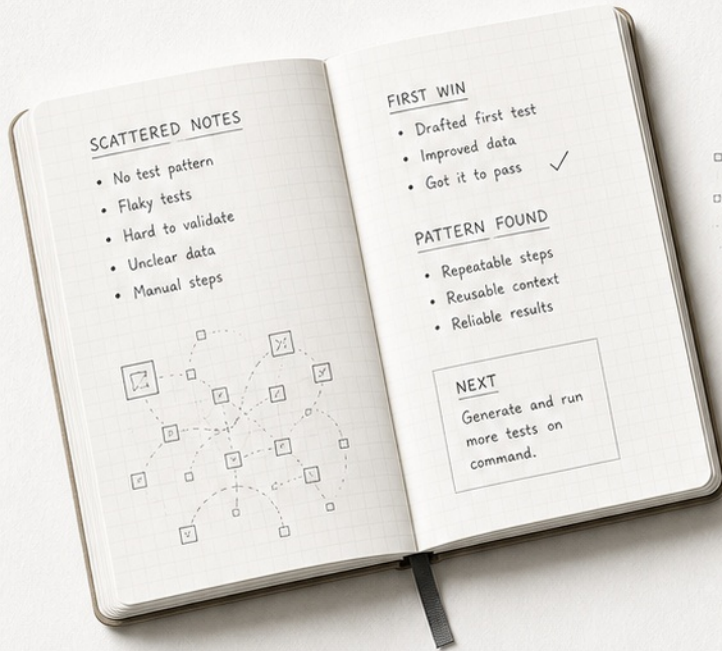 SCATTERED NOTES
• No test pattern
• Flaky tests
• Hard to validate
• Unclear data
• Manual steps
FIRST WIN
• Drafted first test
• Improved data
• Got it to pass ✓
PATTERN FOUND
• Repeatable steps
• Reusable context
• Reliable results
NEXT
Generate and run
more tests on
command.